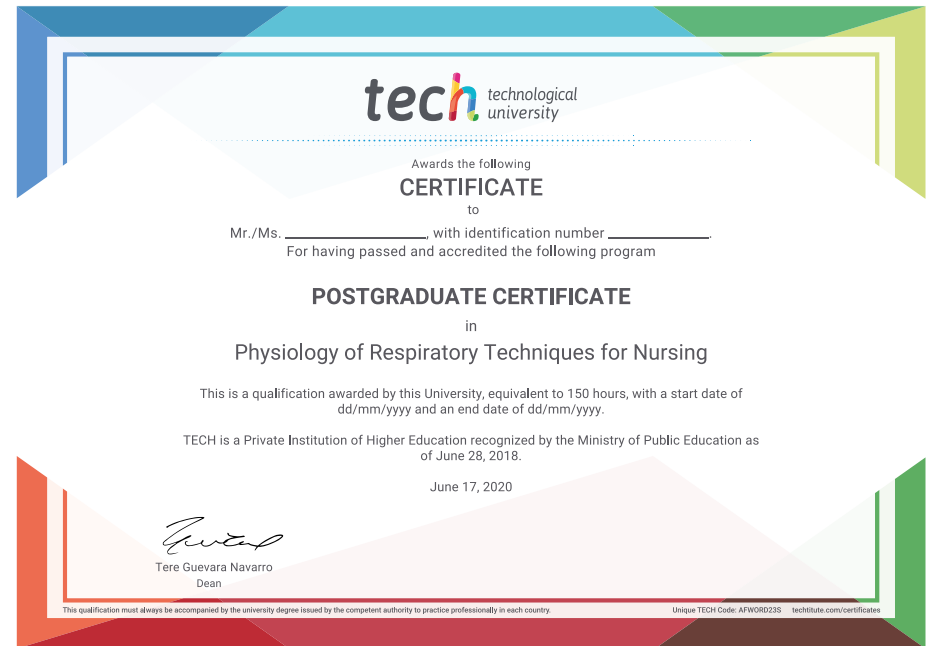 tech technological
university
Awards the following
CERTIFICATE
to
Mr./Ms. ____________________, with identification number ______________.
For having passed and accredited the following program
POSTGRADUATE CERTIFICATE
in
Physiology of Respiratory Techniques for Nursing
This is a qualification awarded by this University, equivalent to 150 hours, with a start date of
dd/mm/yyyy and an end date of dd/mm/yyyy.
TECH is a Private Institution of Higher Education recognized by the Ministry of Public Education as
of June 28, 2018.
June 17, 2020
Tere Guevara Navarro
Dean
This qualification must always be accompanied by the university degree issued by the competent authority to practice professionally in each country.
Unique TECH Code: AFWORD23S techtitute.com/certificates